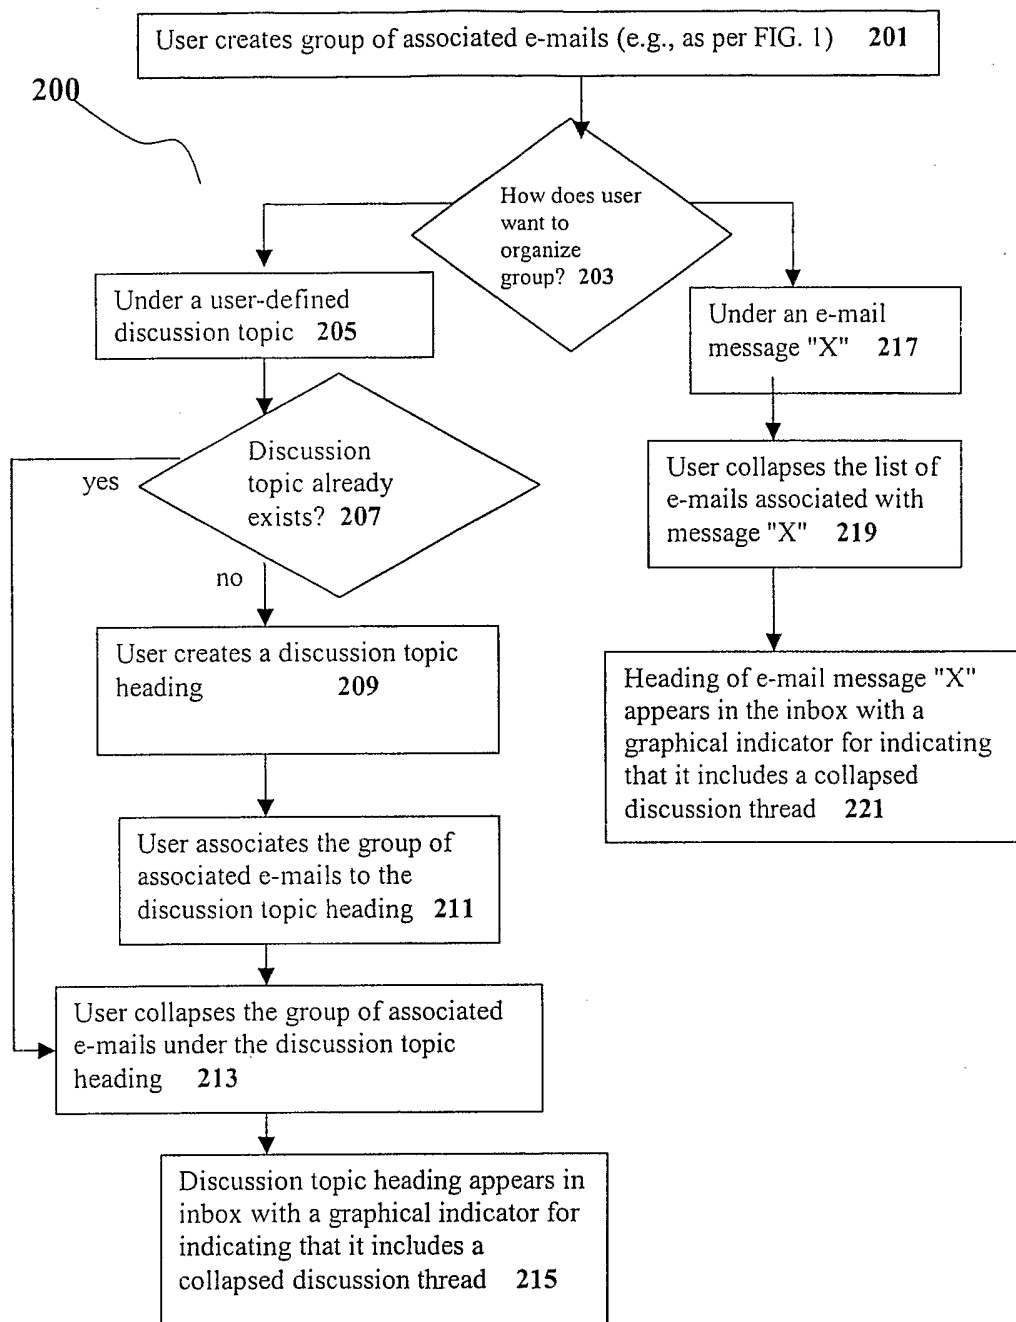 User creates group of associated e-mails (e.g., as per FIG. 1) 201
200
How does user
want to
organize
group? 203
Under a user-defined
discussion topic 205
Under an e-mail
message "X" 217
Discussion
topic already
exists? 207
yes
no
User collapses the list of
e-mails associated with
message "X" 219
User creates a discussion topic
heading 209
Heading of e-mail message "X"
appears in the inbox with a
graphical indicator for indicating
that it includes a collapsed
discussion thread 221
User associates the group of
associated e-mails to the
discussion topic heading 211
User collapses the group of associated
e-mails under the discussion topic
heading 213
Discussion topic heading appears in
inbox with a graphical indicator for
indicating that it includes a
collapsed discussion thread 215